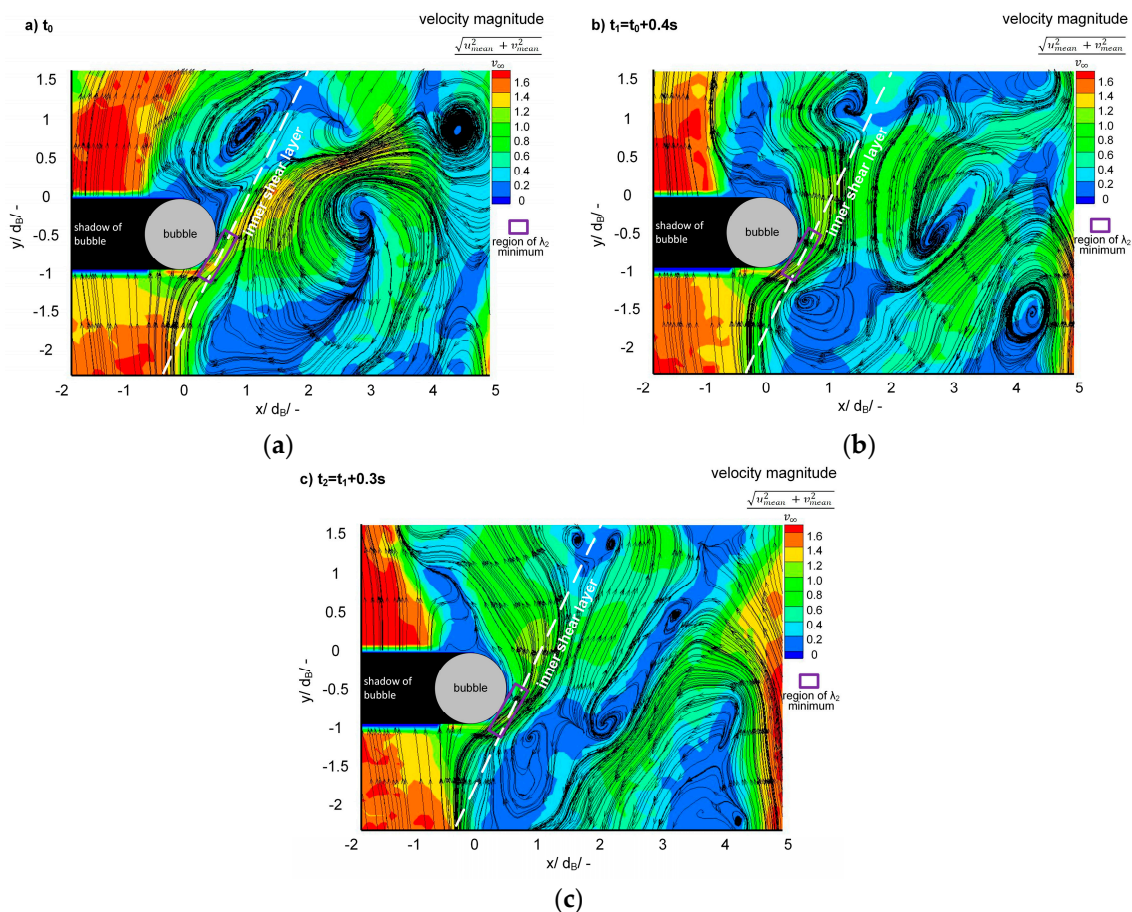 a) t₀
velocity magnitude
√(u²mean + v²mean)
v∞
1.6
1.4
1.2
1.0
0.8
0.6
0.4
0.2
0
region of λ₂
minimum
y/ d_B/ -
1.5
1
0.5
0
-0.5
-1
-1.5
-2
shadow of
bubble
bubble
inner shear layer
-2 -1 0 1 2 3 4 5
x/ d_B/ -
(a)
b) t₁=t₀+0.4s
velocity magnitude
√(u²mean + v²mean)
v∞
1.6
1.4
1.2
1.0
0.8
0.6
0.4
0.2
0
region of λ₂
minimum
y/ d_B/ -
1.5
1
0.5
0
-0.5
-1
-1.5
-2
shadow of
bubble
bubble
inner shear layer
-2 -1 0 1 2 3 4 5
x/ d_B/ -
(b)
c) t₂=t₁+0.3s
velocity magnitude
√(u²mean + v²mean)
v∞
1.6
1.4
1.2
1.0
0.8
0.6
0.4
0.2
0
region of λ₂
minimum
y/ d_B/ -
1.5
1
0.5
0
-0.5
-1
-1.5
-2
shadow of
bubble
bubble
inner shear layer
-2 -1 0 1 2 3 4 5
x/ d_B/ -
(c)